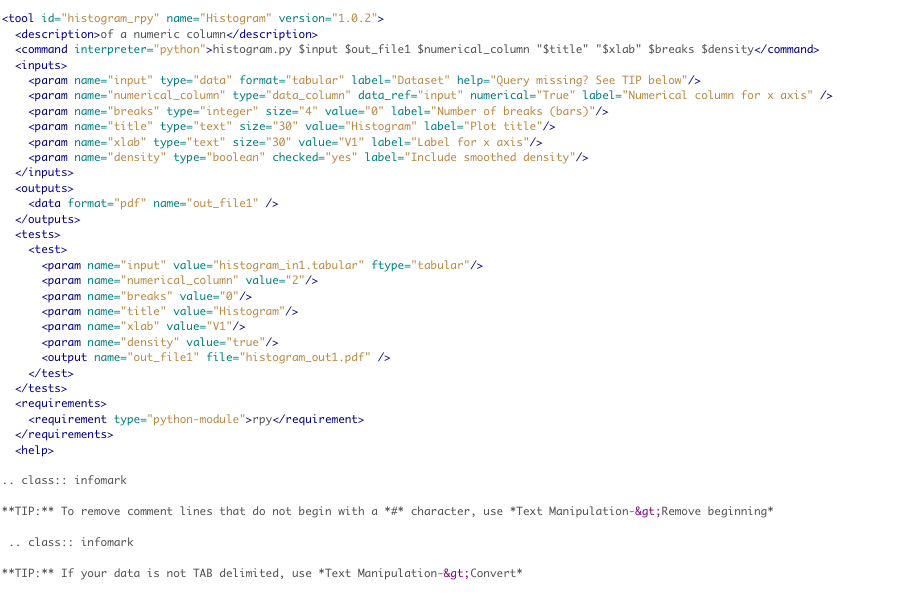 <tool id="histogram_rpy" name="Histogram" version="1.0.2">
  <description>of a numeric column</description>
  <command interpreter="python">histogram.py $input $out_file1 $numerical_column "$title" "$xlab" $breaks $density</command>
  <inputs>
    <param name="input" type="data" format="tabular" label="Dataset" help="Query missing? See TIP below"/>
    <param name="numerical_column" type="data_column" data_ref="input" numerical="True" label="Numerical column for x axis" />
    <param name="breaks" type="integer" size="4" value="0" label="Number of breaks (bars)"/>
    <param name="title" type="text" size="30" value="Histogram" label="Plot title"/>
    <param name="xlab" type="text" size="30" value="V1" label="Label for x axis"/>
    <param name="density" type="boolean" checked="yes" label="Include smoothed density"/>
  </inputs>
  <outputs>
    <data format="pdf" name="out_file1" />
  </outputs>
  <tests>
    <test>
      <param name="input" value="histogram_in1.tabular" ftype="tabular"/>
      <param name="numerical_column" value="2"/>
      <param name="breaks" value="0"/>
      <param name="title" value="Histogram"/>
      <param name="xlab" value="V1"/>
      <param name="density" value="true"/>
      <output name="out_file1" file="histogram_out1.pdf" />
    </test>
  </tests>
  <requirements>
    <requirement type="python-module">rpy</requirement>
  </requirements>
  <help>

.. class:: infomark

**TIP:** To remove comment lines that do not begin with a *#* character, use *Text Manipulation-&gt;Remove beginning*

 .. class:: infomark

**TIP:** If your data is not TAB delimited, use *Text Manipulation-&gt;Convert*